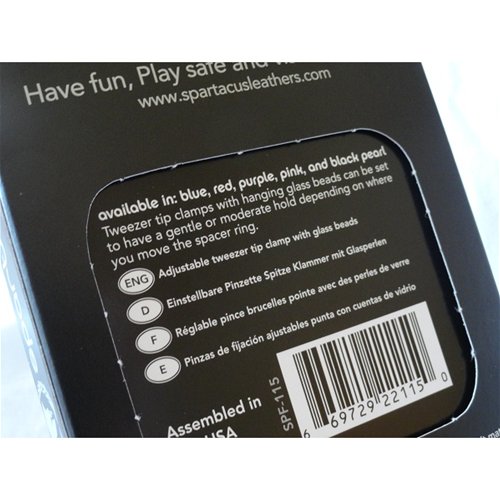 Have fun, Play safe and
www.spartacusleathers.com
available in: blue, red, purple, pink, and black pearl
Tweezer tip clamps with hanging glass beads can be set
to have a gentle or moderate hold depending on where
you move the spacer ring.
ENG Adjustable tweezer tip clamp with glass beads
D Einstellbare Pinzette Spitze Klammer mit Glasperlen
F Réglable pince brucelles pointe avec des perles de verre
E Pinzas de fijación ajustables punta con cuentas de vidrio
Assembled in
USA
SPF-115
6 69729 22115 0